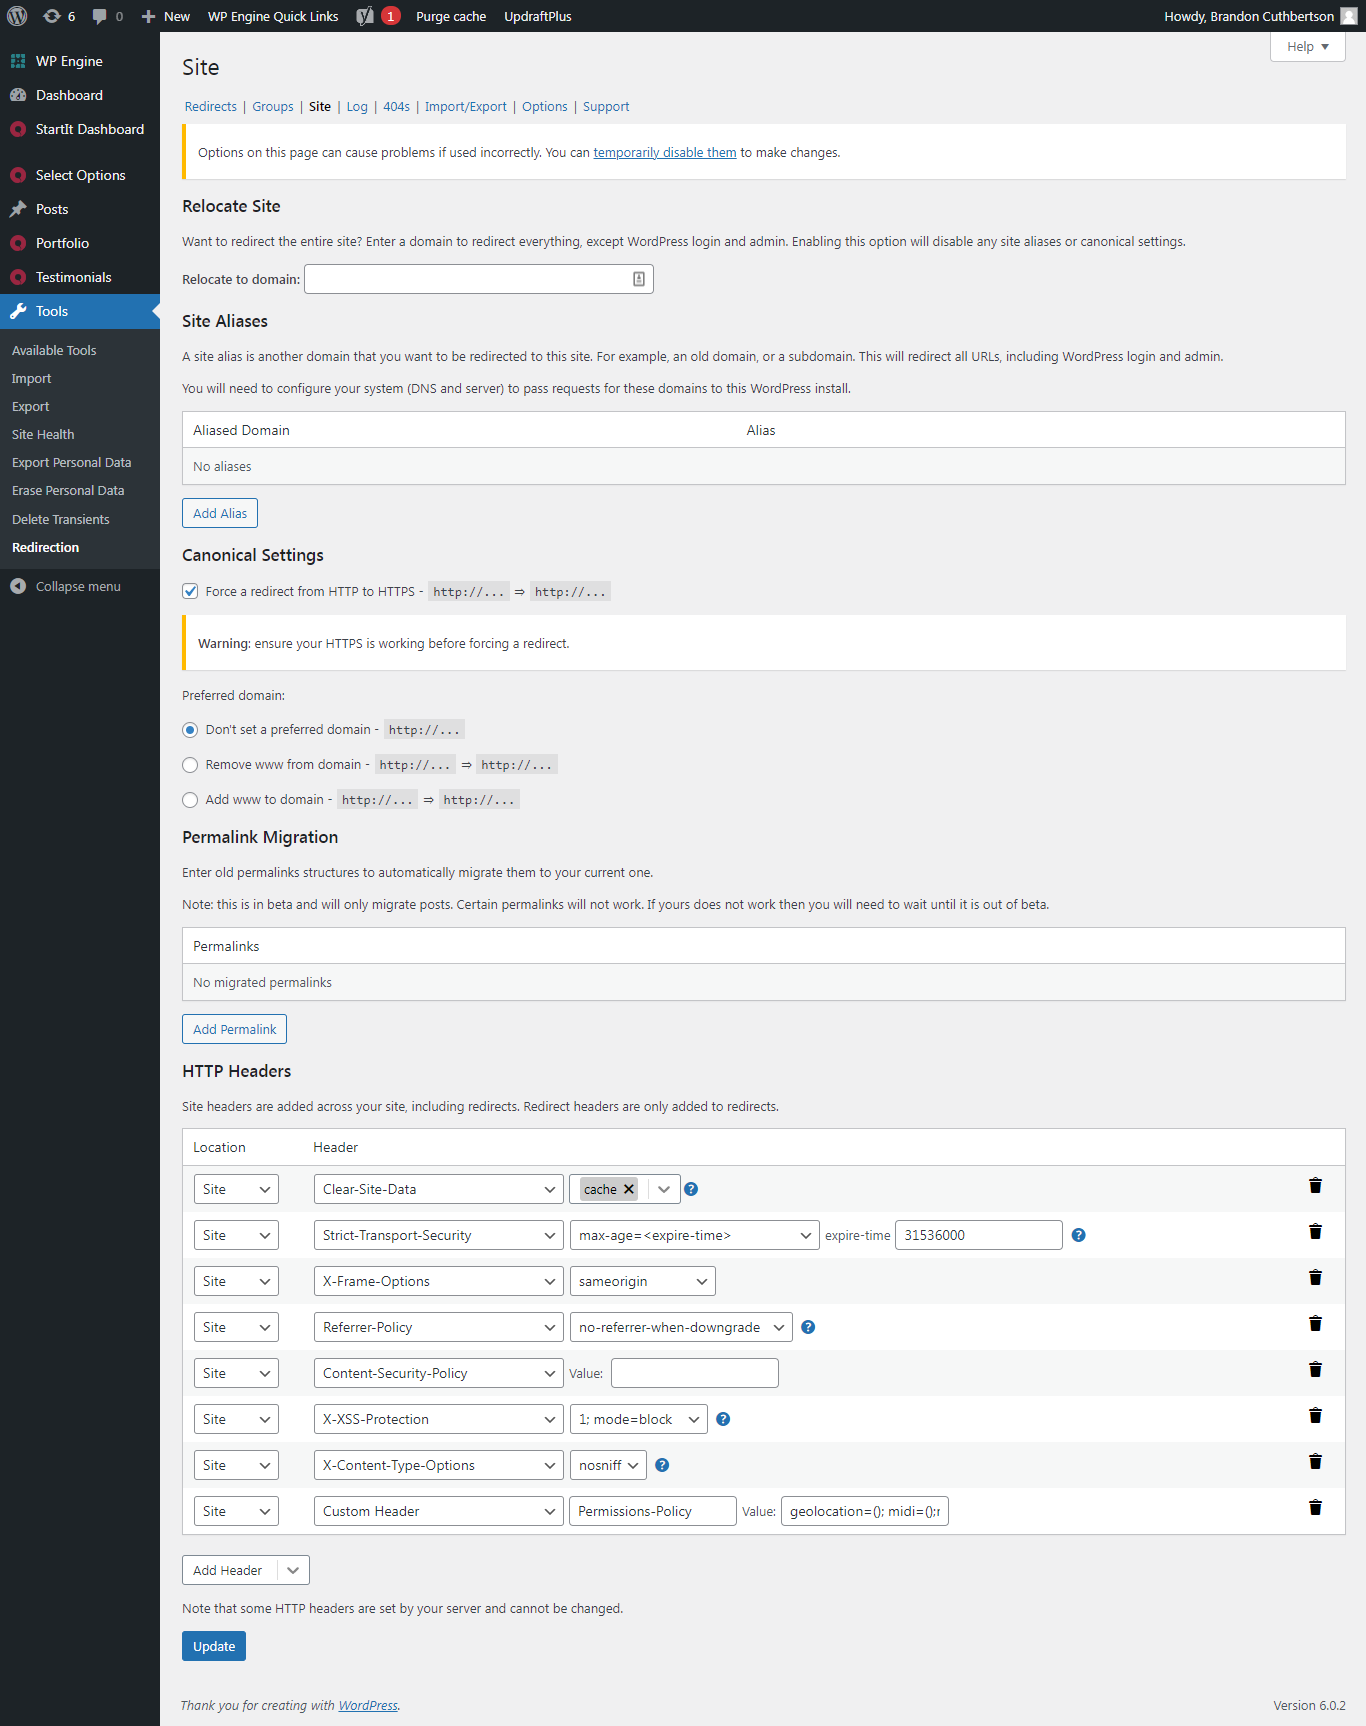 6 0 New WP Engine Quick Links 1 Purge cache UpdraftPlus Howdy, Brandon Cuthbertson
Help
WP Engine
Dashboard
StartIt Dashboard
Select Options
Posts
Portfolio
Testimonials
Tools
Available Tools
Import
Export
Site Health
Export Personal Data
Erase Personal Data
Delete Transients
Redirection
Collapse menu
Site
Redirects | Groups | Site | Log | 404s | Import/Export | Options | Support
Options on this page can cause problems if used incorrectly. You can temporarily disable them to make changes.
Relocate Site
Want to redirect the entire site? Enter a domain to redirect everything, except WordPress login and admin. Enabling this option will disable any site aliases or canonical settings.
Relocate to domain:
Site Aliases
A site alias is another domain that you want to be redirected to this site. For example, an old domain, or a subdomain. This will redirect all URLs, including WordPress login and admin.
You will need to configure your system (DNS and server) to pass requests for these domains to this WordPress install.
Aliased Domain Alias
No aliases
Add Alias
Canonical Settings
Force a redirect from HTTP to HTTPS - http://... ⇒ http://...
Warning: ensure your HTTPS is working before forcing a redirect.
Preferred domain:
Don't set a preferred domain - http://...
Remove www from domain - http://... ⇒ http://...
Add www to domain - http://... ⇒ http://...
Permalink Migration
Enter old permalinks structures to automatically migrate them to your current one.
Note: this is in beta and will only migrate posts. Certain permalinks will not work. If yours does not work then you will need to wait until it is out of beta.
Permalinks
No migrated permalinks
Add Permalink
HTTP Headers
Site headers are added across your site, including redirects. Redirect headers are only added to redirects.
Location Header
Site Clear-Site-Data cache ✕ ?
Site Strict-Transport-Security max-age=<expire-time> expire-time 31536000 ?
Site X-Frame-Options sameorigin
Site Referrer-Policy no-referrer-when-downgrade ?
Site Content-Security-Policy Value:
Site X-XSS-Protection 1; mode=block ?
Site X-Content-Type-Options nosniff ?
Site Custom Header Permissions-Policy Value: geolocation=(); midi=();
Add Header
Note that some HTTP headers are set by your server and cannot be changed.
Update
Thank you for creating with WordPress. Version 6.0.2